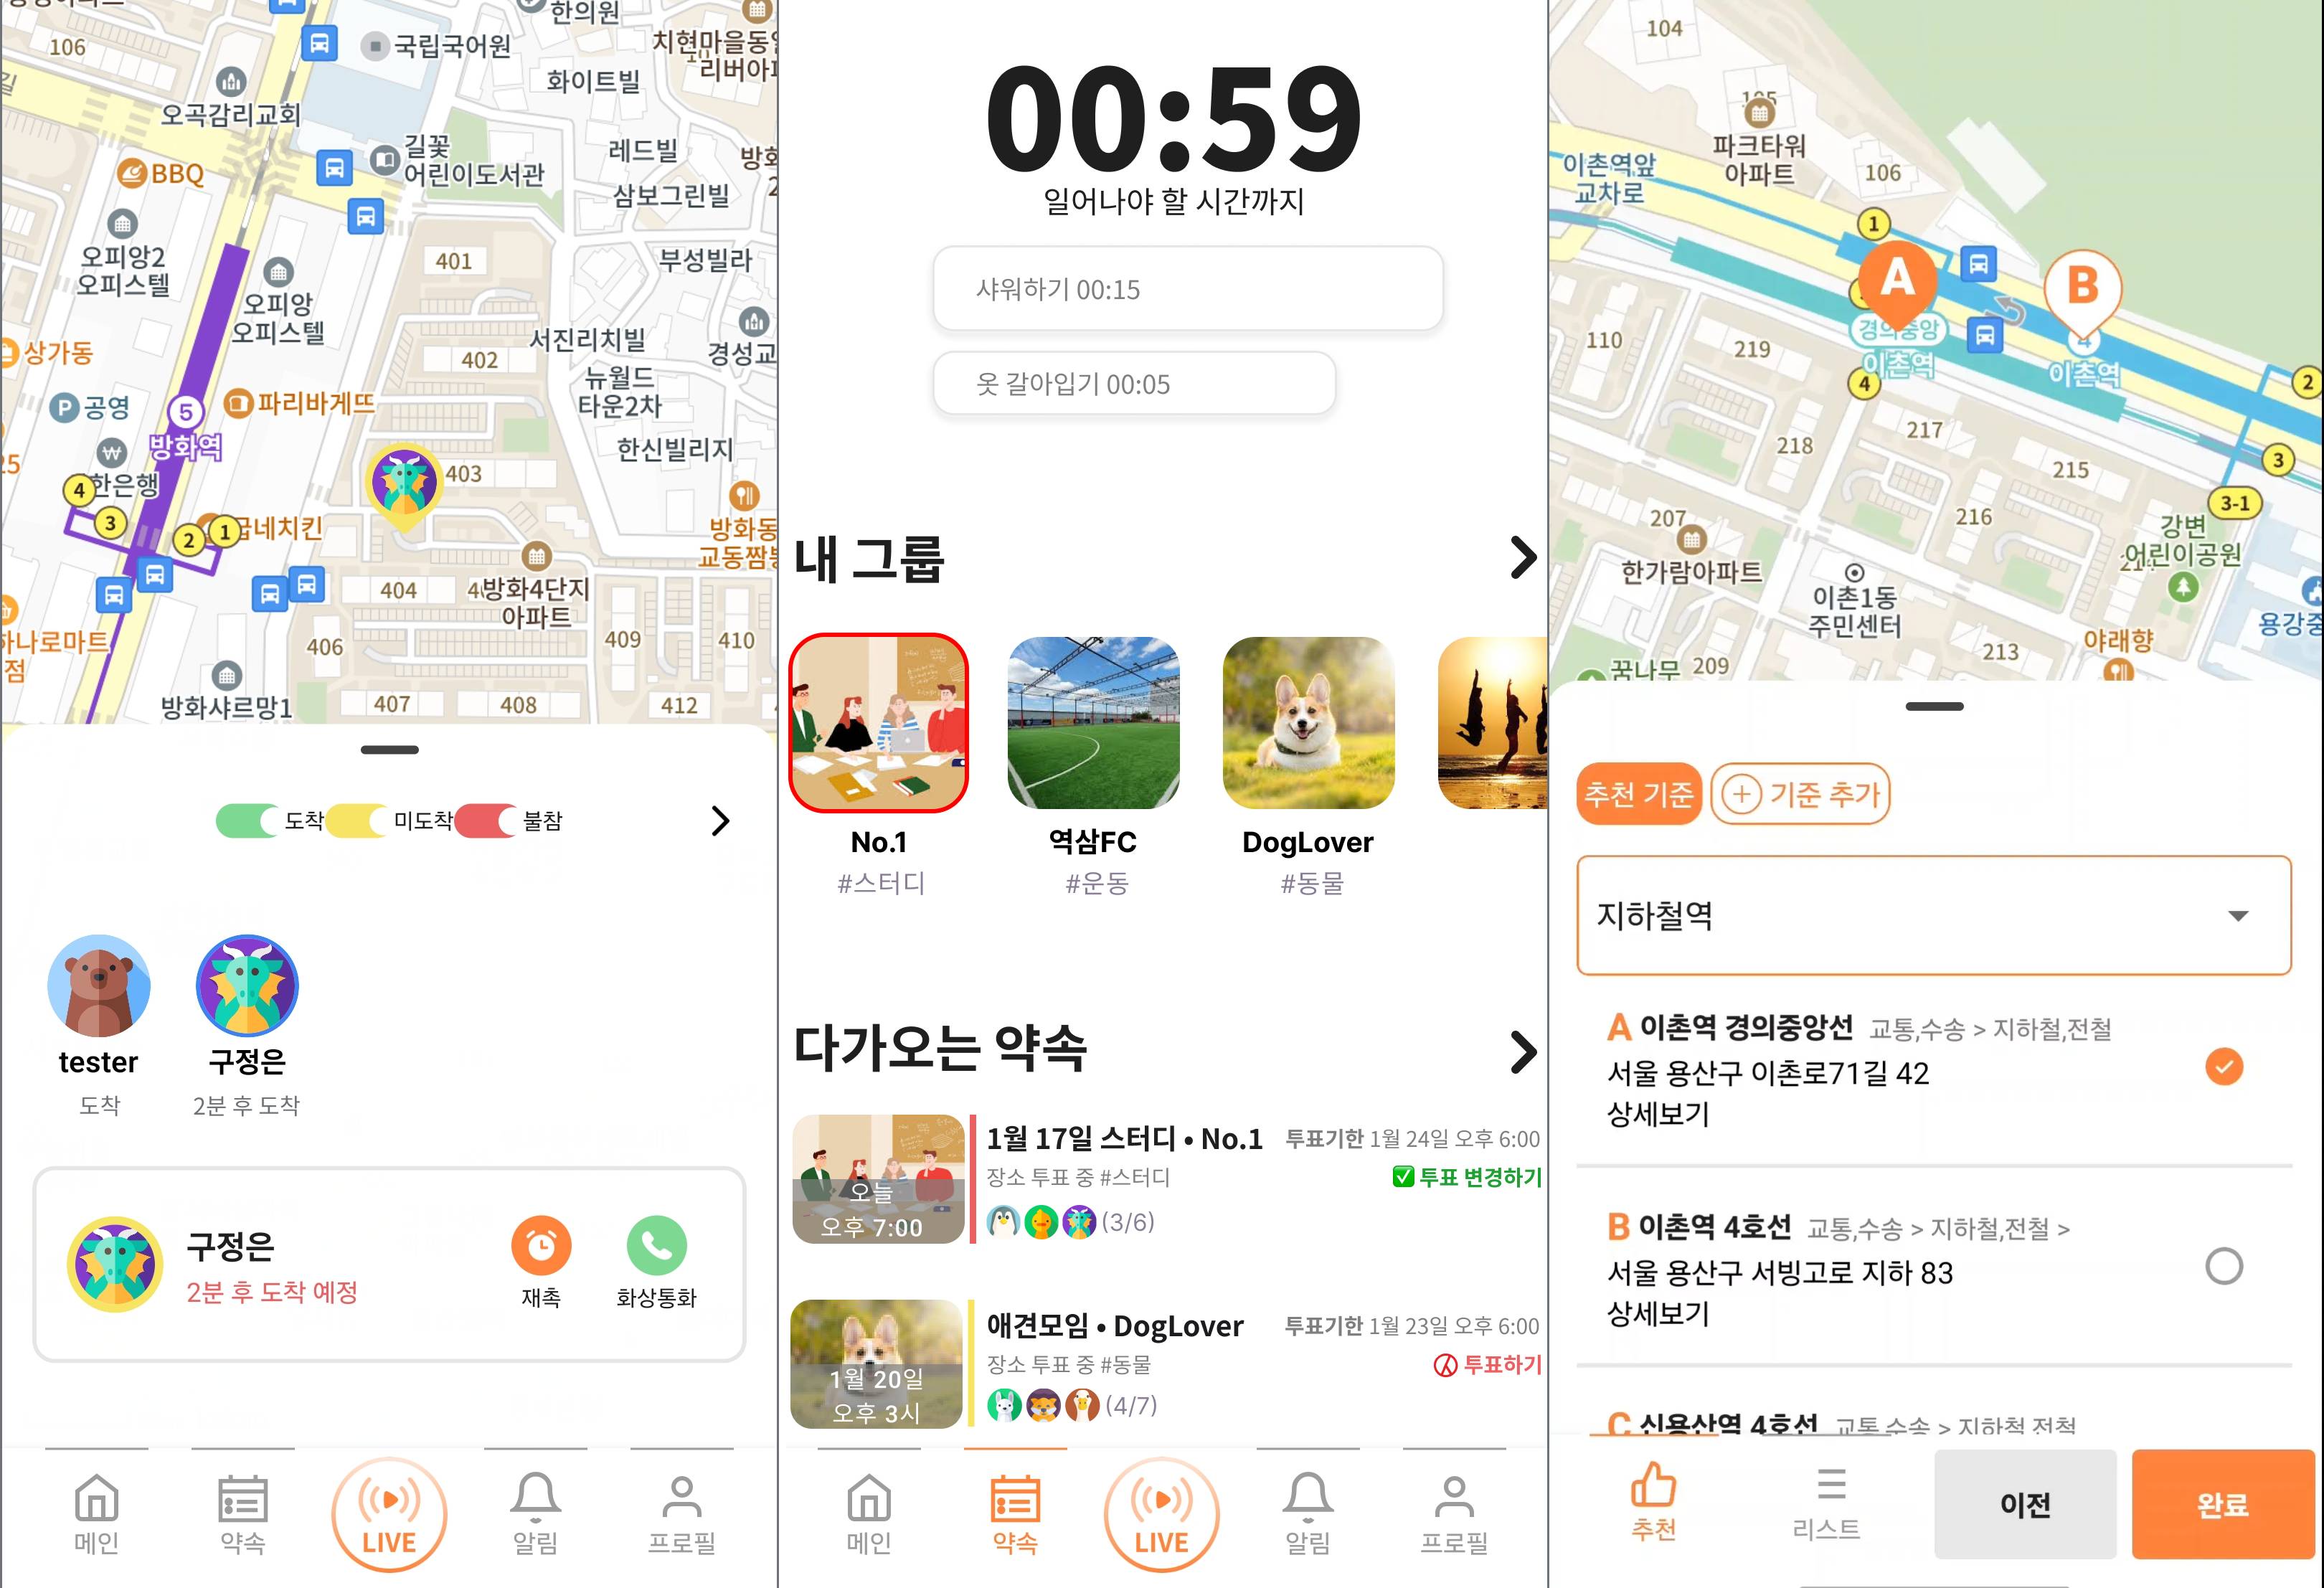 106
한의원
국립국어원
치현마을동
리버아
화이트빌
오곡감리교회
길꽃
어린이도서관
레드빌
BBQ
삼보그린빌
오피앙2
오피스텔
401
부성빌라
오피앙
오피스텔
서진리치빌
경성교
상가동
402
뉴월드
타운2차
P 공영
파리바게뜨
5
방화역
한신빌리지
403
25
4
한은행
3
2
1
굽네치킨
방화동
교동짬뽕
404
방화4단지
아파트
하나로마트
점
406
409
410
방화샤르망1
407
408
412
도착
미도착
불참
tester
도착
구정은
2분 후 도착
구정은
2분 후 도착 예정
재촉
화상통화
메인
약속
LIVE
알림
프로필
00:59
일어나야 할 시간까지
샤워하기 00:15
옷 갈아입기 00:05
내 그룹
No.1
#스터디
역삼FC
#운동
DogLover
#동물
다가오는 약속
오늘
오후 7:00
1월 17일 스터디 • No.1
투표기한 1월 24일 오후 6:00
장소 투표 중 #스터디
투표 변경하기
(3/6)
1월 20일
오후 3시
애견모임 • DogLover
투표기한 1월 23일 오후 6:00
장소 투표 중 #동물
투표하기
(4/7)
메인
약속
LIVE
알림
프로필
104
105
파크타워
아파트
이촌역앞
교차로
106
1
A
B
경의중앙
이촌역
4
이촌역
110
219
4
2
217
218
215
3
3-1
207
216
강변
어린이공원
한가람아파트
이촌1동
주민센터
용강중
야래향
213
꿈나무
209
추천 기준
기준 추가
지하철역
A 이촌역 경의중앙선 교통,수송 > 지하철,전철
서울 용산구 이촌로71길 42
상세보기
B 이촌역 4호선 교통,수송 > 지하철,전철 >
서울 용산구 서빙고로 지하 83
상세보기
C 신용산역 4호선 교통,수송 > 지하철,전철
추천
리스트
이전
완료